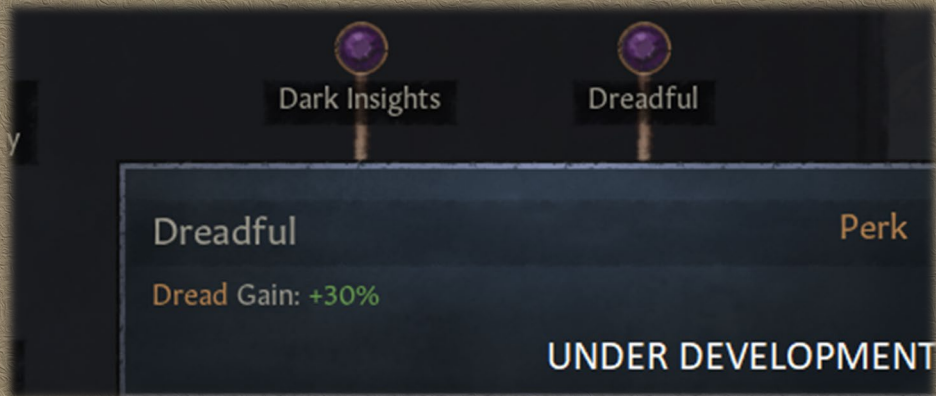 Dark Insights
Dreadful
y
Dreadful
Perk
Dread Gain: +30%
UNDER DEVELOPMENT